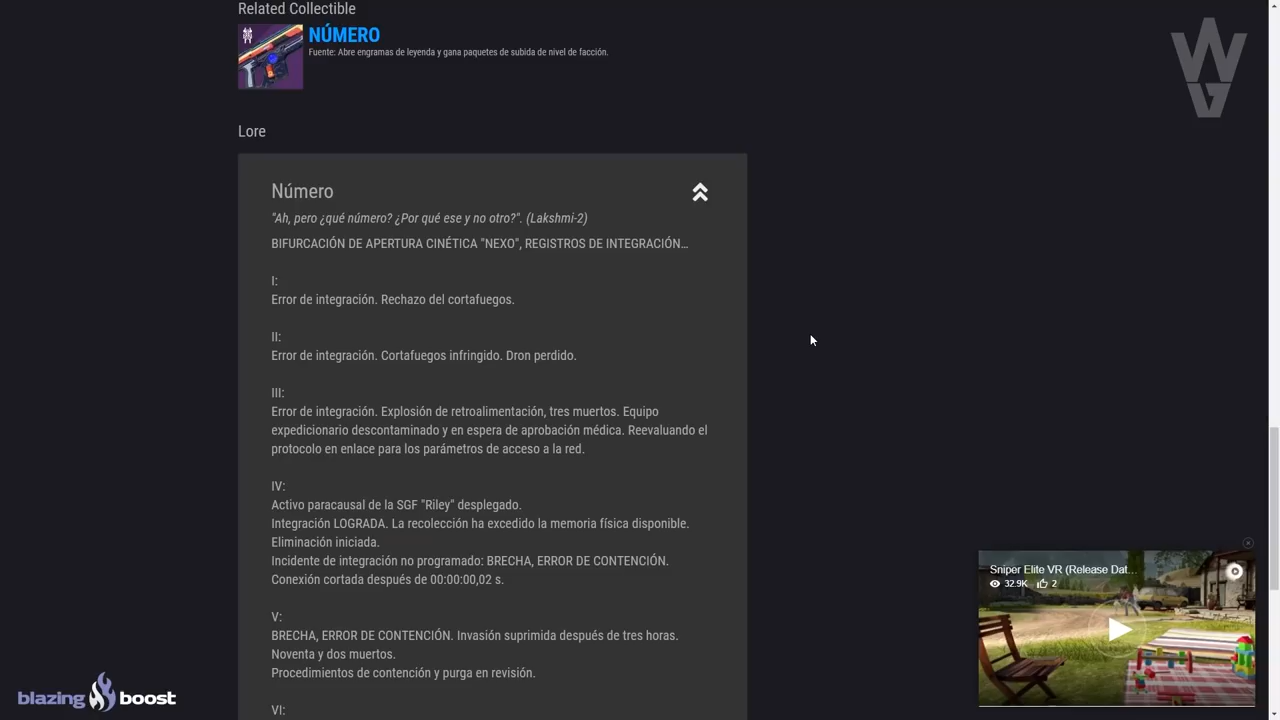 Related Collectible
NÚMERO
Fuente: Abre engramas de leyenda y gana paquetes de subida de nivel de facción.
Lore
Número
"Ah, pero ¿qué número? ¿Por qué ese y no otro?". (Lakshmi-2)
BIFURCACIÓN DE APERTURA CINÉTICA "NEXO", REGISTROS DE INTEGRACIÓN…
I:
Error de integración. Rechazo del cortafuegos.
II:
Error de integración. Cortafuegos infringido. Dron perdido.
III:
Error de integración. Explosión de retroalimentación, tres muertos. Equipo
expedicionario descontaminado y en espera de aprobación médica. Reevaluando el
protocolo en enlace para los parámetros de acceso a la red.
IV:
Activo paracausal de la SGF "Riley" desplegado.
Integración LOGRADA. La recolección ha excedido la memoria física disponible.
Eliminación iniciada.
Incidente de integración no programado: BRECHA, ERROR DE CONTENCIÓN.
Conexión cortada después de 00:00:00,02 s.
V:
BRECHA, ERROR DE CONTENCIÓN. Invasión suprimida después de tres horas.
Noventa y dos muertos.
Procedimientos de contención y purga en revisión.
VI:
Sniper Elite VR (Release Dat...
32.9K 2
blazing boost